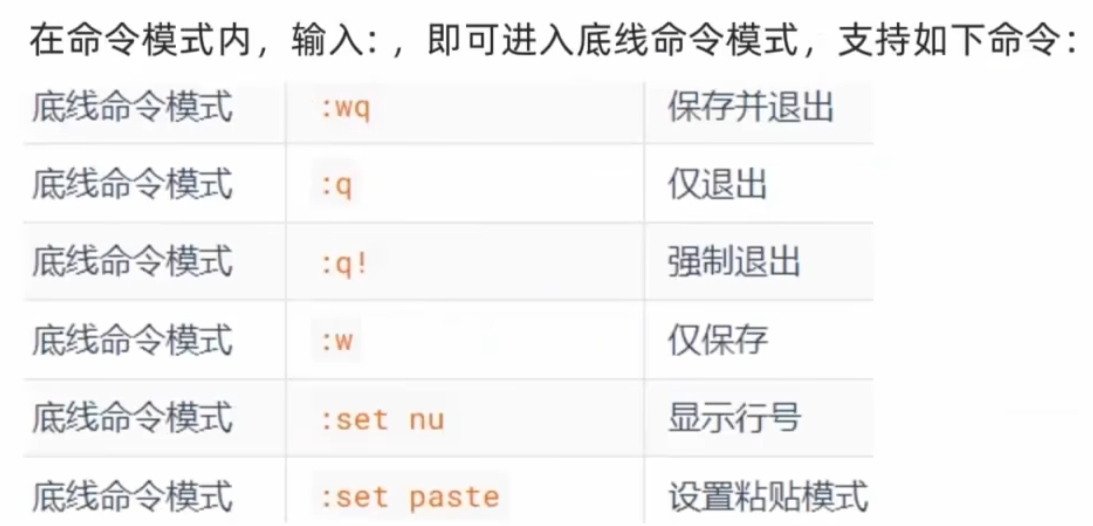 在命令模式内，输入:，即可进入底线命令模式，支持如下命令：
底线命令模式 :wq 保存并退出
底线命令模式 :q 仅退出
底线命令模式 :q! 强制退出
底线命令模式 :w 仅保存
底线命令模式 :set nu 显示行号
底线命令模式 :set paste 设置粘贴模式